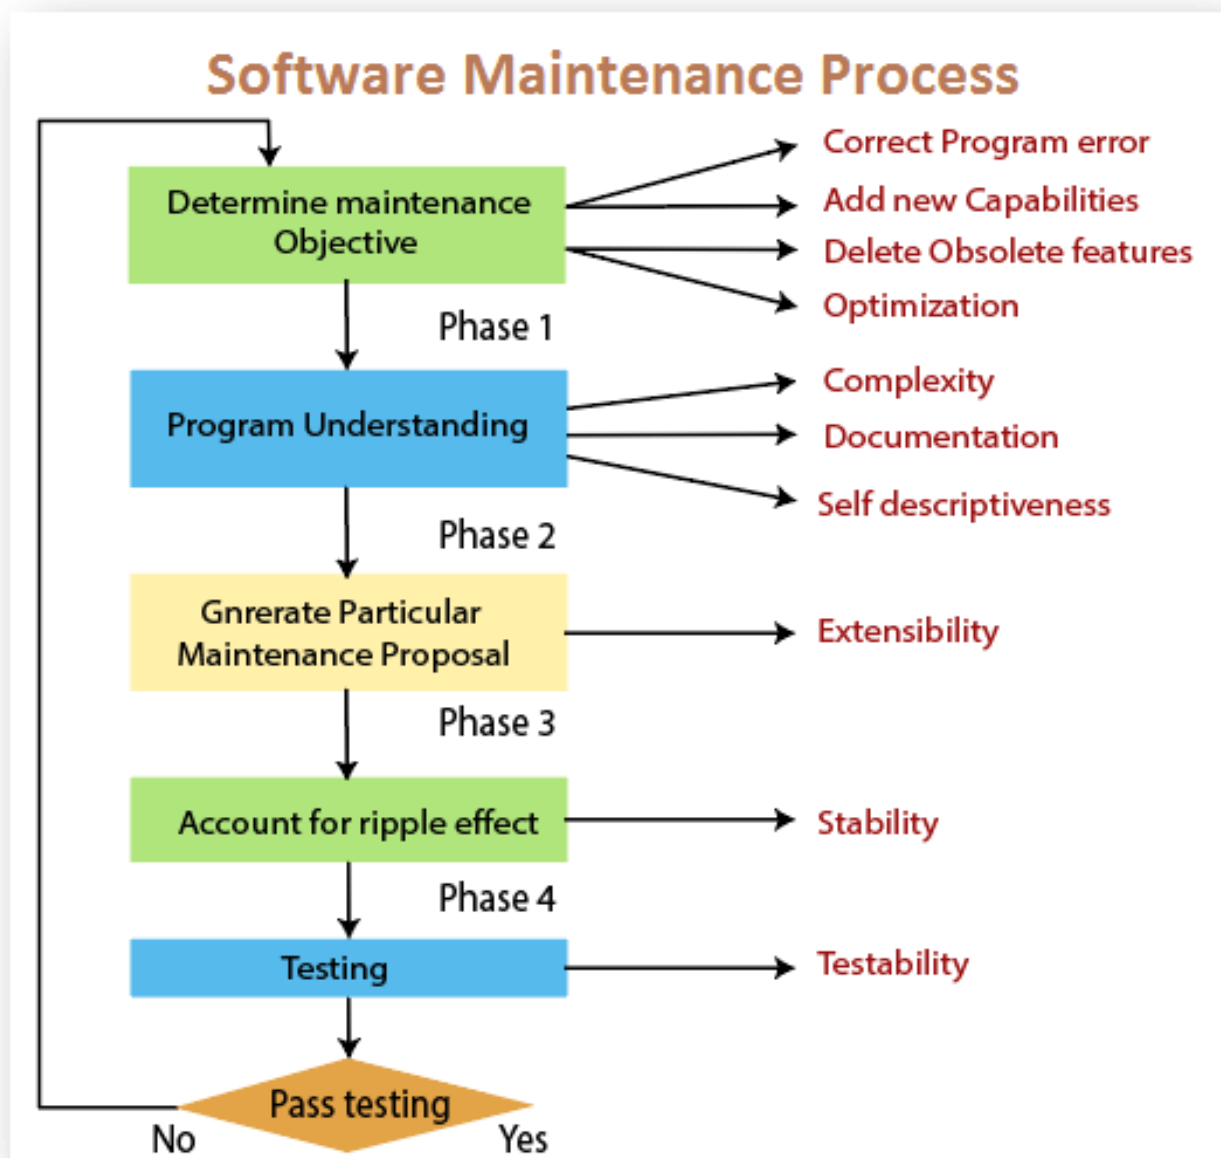 Software Maintenance Process
Determine maintenance
Objective
Correct Program error
Add new Capabilities
Delete Obsolete features
Optimization
Phase 1
Program Understanding
Complexity
Documentation
Self descriptiveness
Phase 2
Gnrerate Particular
Maintenance Proposal
Extensibility
Phase 3
Account for ripple effect
Stability
Phase 4
Testing
Testability
Pass testing
No
Yes